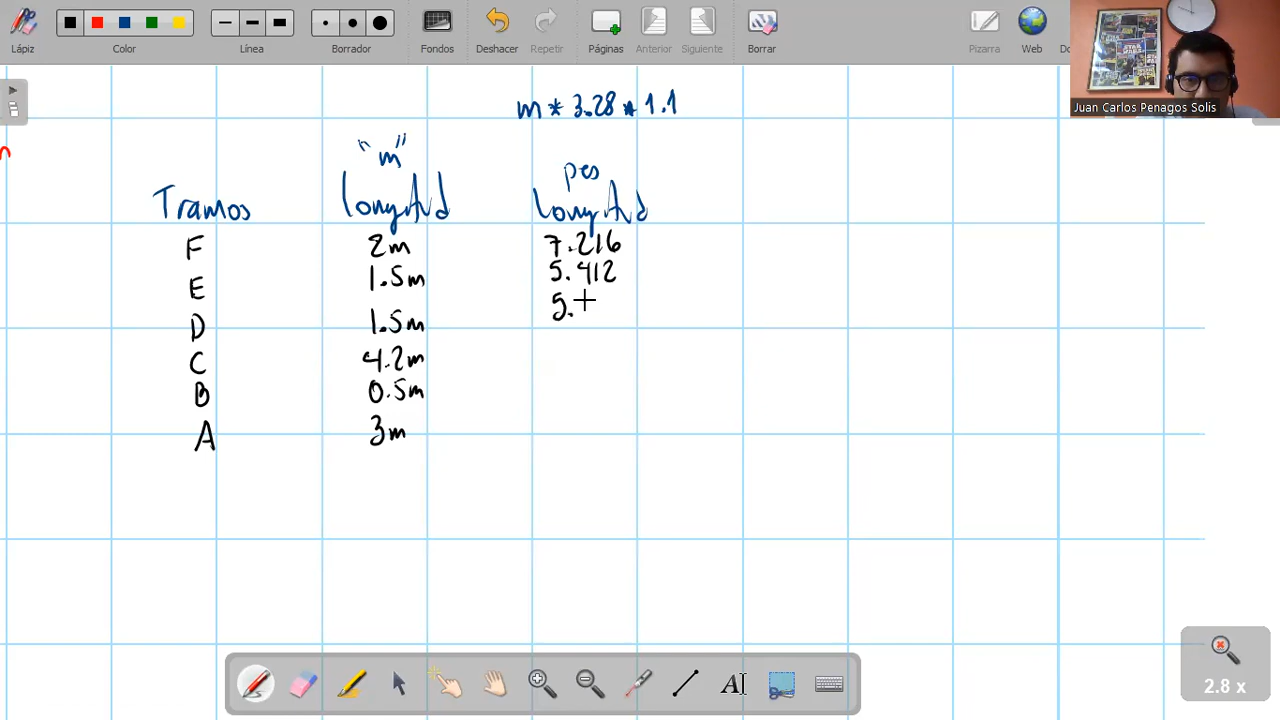 Lápiz
Color
Línea
Borrador
Fondos
Deshacer
Repetir
Páginas
Anterior
Siguiente
Borrar
Pizarra
Web
Juan Carlos Penagos Solís
m * 3.28 * 1.1
Tramos "m" Longitud pes Longitud
F 2m 7.216
E 1.5m 5.412
D 1.5m 5.
C 4.2m
B 0.5m
A 3m
2.8 x